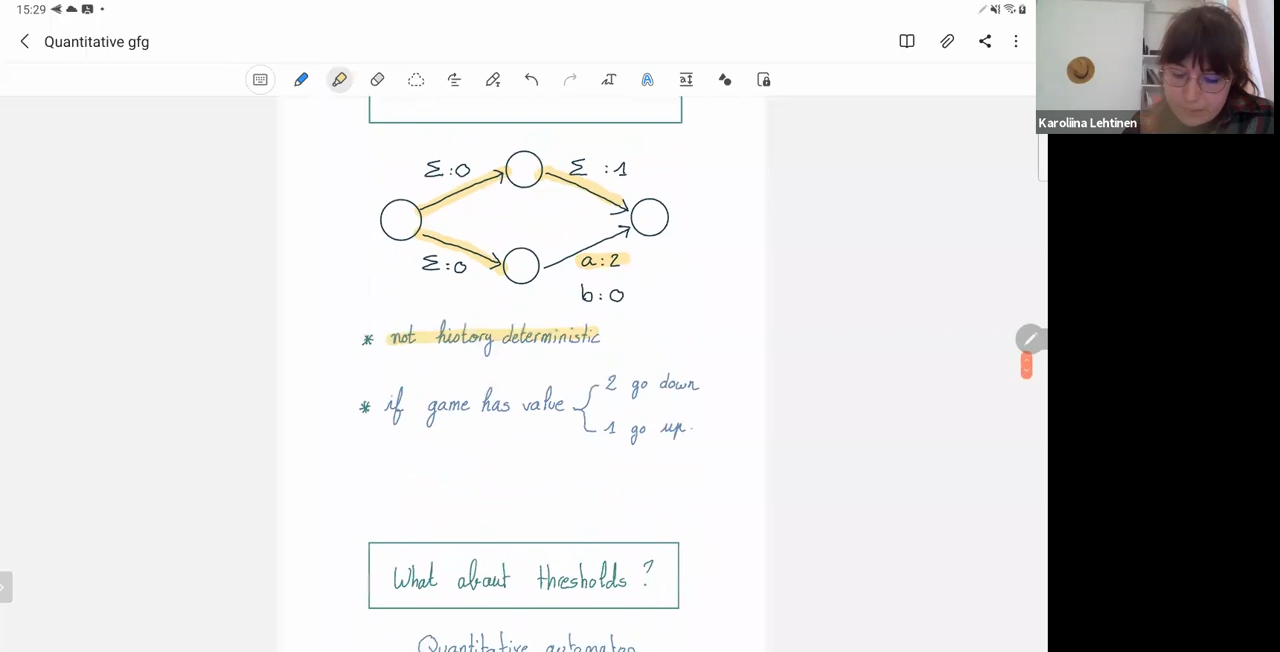 15:29
Quantitative gfg
Karoliina Lehtinen
Σ:0
Σ :1
Σ:0
a:2
b:0
* not history deterministic
* if game has value { 2 go down
1 go up.
What about thresholds?
Quantitative automaton